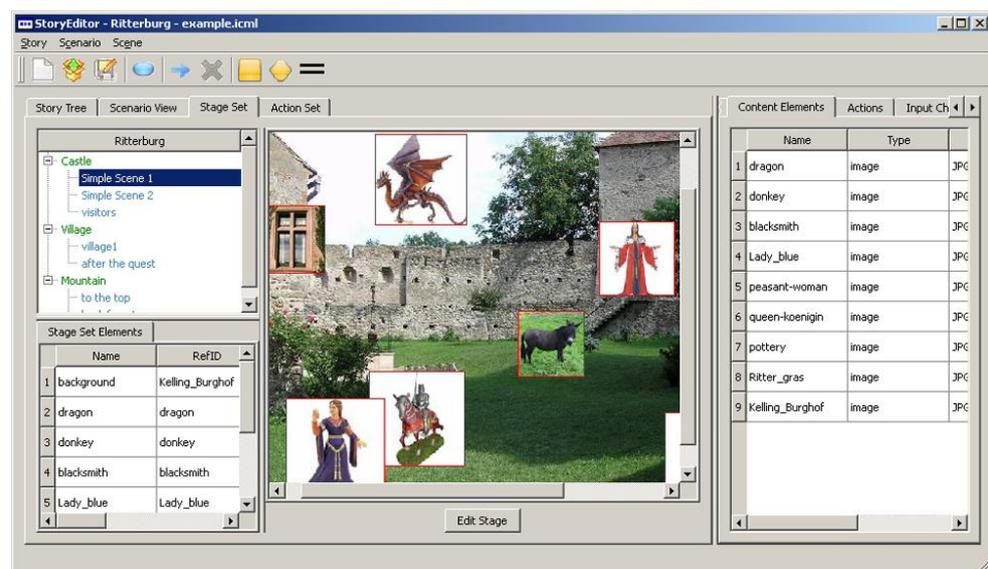 StoryEditor - Ritterburg - example.icml
Story Scenario Scene
Story Tree Scenario View Stage Set Action Set
Ritterburg
Castle
Simple Scene 1
Simple Scene 2
visitors
Village
village1
after the quest
Mountain
to the top
Stage Set Elements
Name RefID
1 background Kelling_Burghof
2 dragon dragon
3 donkey donkey
4 blacksmith blacksmith
5 Lady_blue Lady_blue
Edit Stage
Content Elements Actions Input Ch
Name Type
1 dragon image JPG
2 donkey image JPG
3 blacksmith image JPG
4 Lady_blue image JPG
5 peasant-woman image JPG
6 queen-koenigin image JPG
7 pottery image JPG
8 Ritter_gras image JPG
9 Kelling_Burghof image JPG